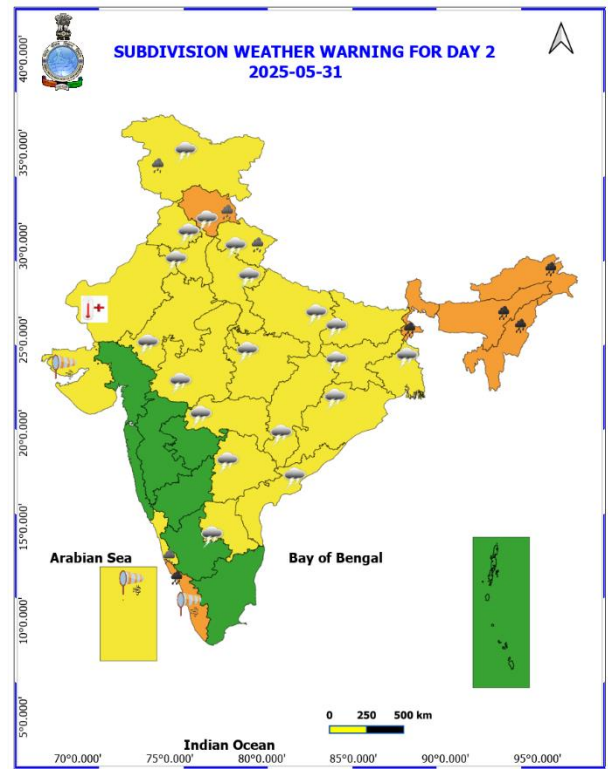 SUBDIVISION WEATHER WARNING FOR DAY 2
2025-05-31
40°0.000'
35°0.000'
30°0.000'
25°0.000'
20°0.000'
15°0.000'
10°0.000'
5°0.000'
Arabian Sea
Bay of Bengal
0 250 500 km
Indian Ocean
70°0.000' 75°0.000' 80°0.000' 85°0.000' 90°0.000' 95°0.000'